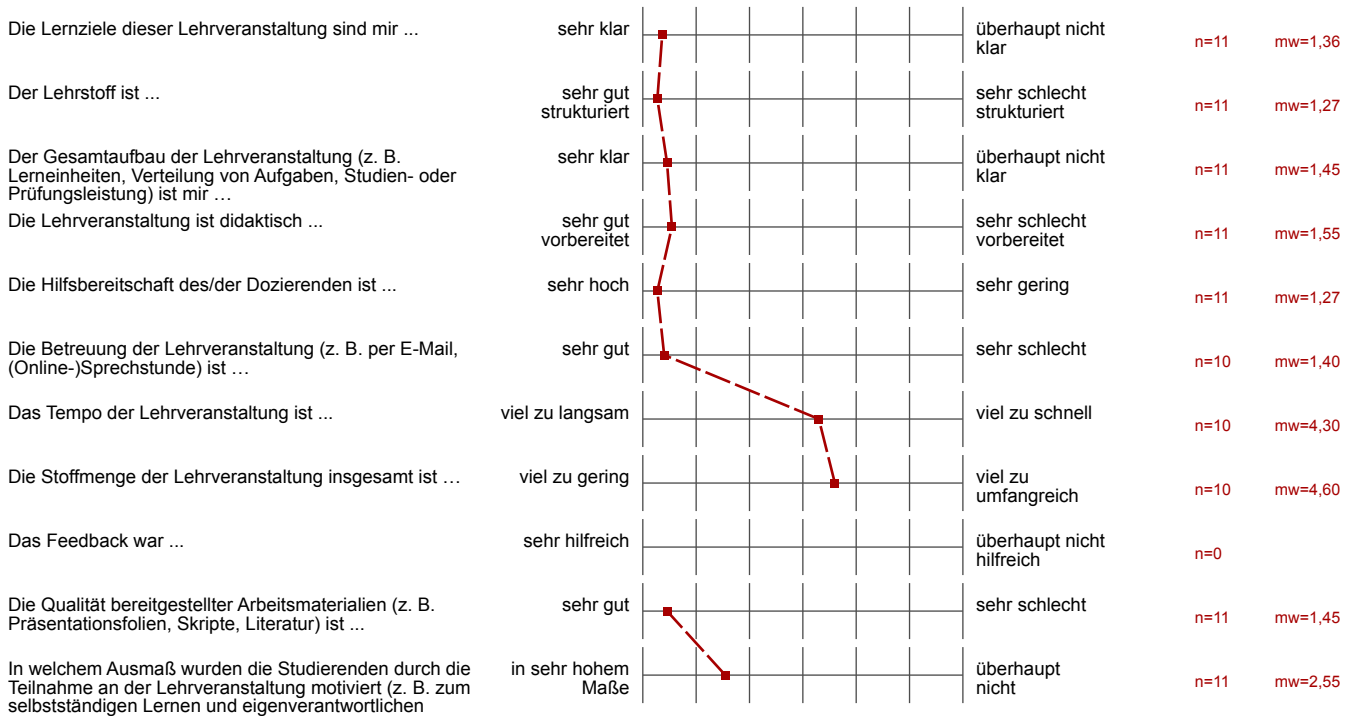 Die Lernziele dieser Lehrveranstaltung sind mir ... sehr klar überhaupt nicht
klar n=11 mw=1,36
Der Lehrstoff ist ... sehr gut sehr schlecht
strukturiert strukturiert n=11 mw=1,27
Der Gesamtaufbau der Lehrveranstaltung (z. B. sehr klar überhaupt nicht
Lerneinheiten, Verteilung von Aufgaben, Studien- oder klar n=11 mw=1,45
Prüfungsleistung) ist mir …
Die Lehrveranstaltung ist didaktisch ... sehr gut sehr schlecht
vorbereitet vorbereitet n=11 mw=1,55
Die Hilfsbereitschaft des/der Dozierenden ist ... sehr hoch sehr gering
n=11 mw=1,27
Die Betreuung der Lehrveranstaltung (z. B. per E-Mail, sehr gut sehr schlecht
(Online-)Sprechstunde) ist … n=10 mw=1,40
Das Tempo der Lehrveranstaltung ist ... viel zu langsam viel zu schnell
n=10 mw=4,30
Die Stoffmenge der Lehrveranstaltung insgesamt ist … viel zu gering viel zu
umfangreich n=10 mw=4,60
Das Feedback war ... sehr hilfreich überhaupt nicht
hilfreich n=0
Die Qualität bereitgestellter Arbeitsmaterialien (z. B. sehr gut sehr schlecht
Präsentationsfolien, Skripte, Literatur) ist ... n=11 mw=1,45
In welchem Ausmaß wurden die Studierenden durch die in sehr hohem überhaupt
Teilnahme an der Lehrveranstaltung motiviert (z. B. zum Maße nicht n=11 mw=2,55
selbstständigen Lernen und eigenverantwortlichen